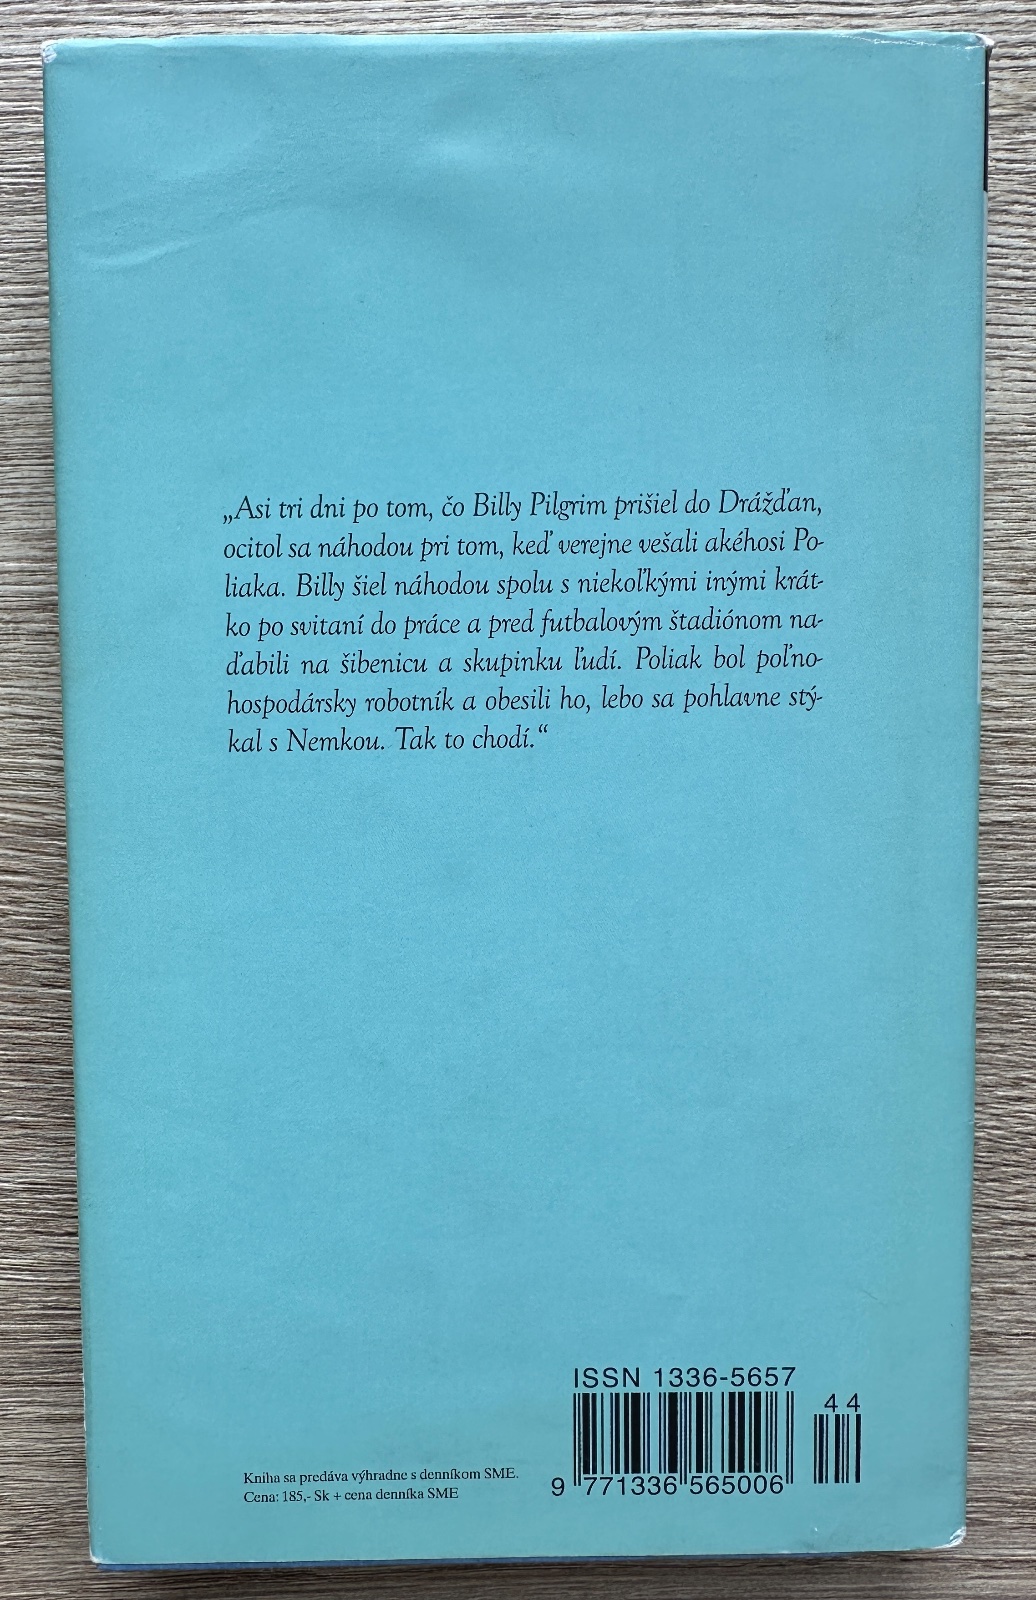 „Asi tri dni po tom, čo Billy Pilgrim prišiel do Drážďan,
ocitol sa náhodou pri tom, keď verejne vešali akéhosi Po-
liaka. Billy šiel náhodou spolu s niekoľkými inými krát-
ko po svitaní do práce a pred futbalovým štadiónom na-
ďabili na šibenicu a skupinku ľudí. Poliak bol poľno-
hospodársky robotník a obesili ho, lebo sa pohlavne stý-
kal s Nemkou. Tak to chodí.“
ISSN 1336-5657
44
Kniha sa predáva výhradne s denníkom SME.
Cena: 185,- Sk + cena denníka SME
9 771336 565006